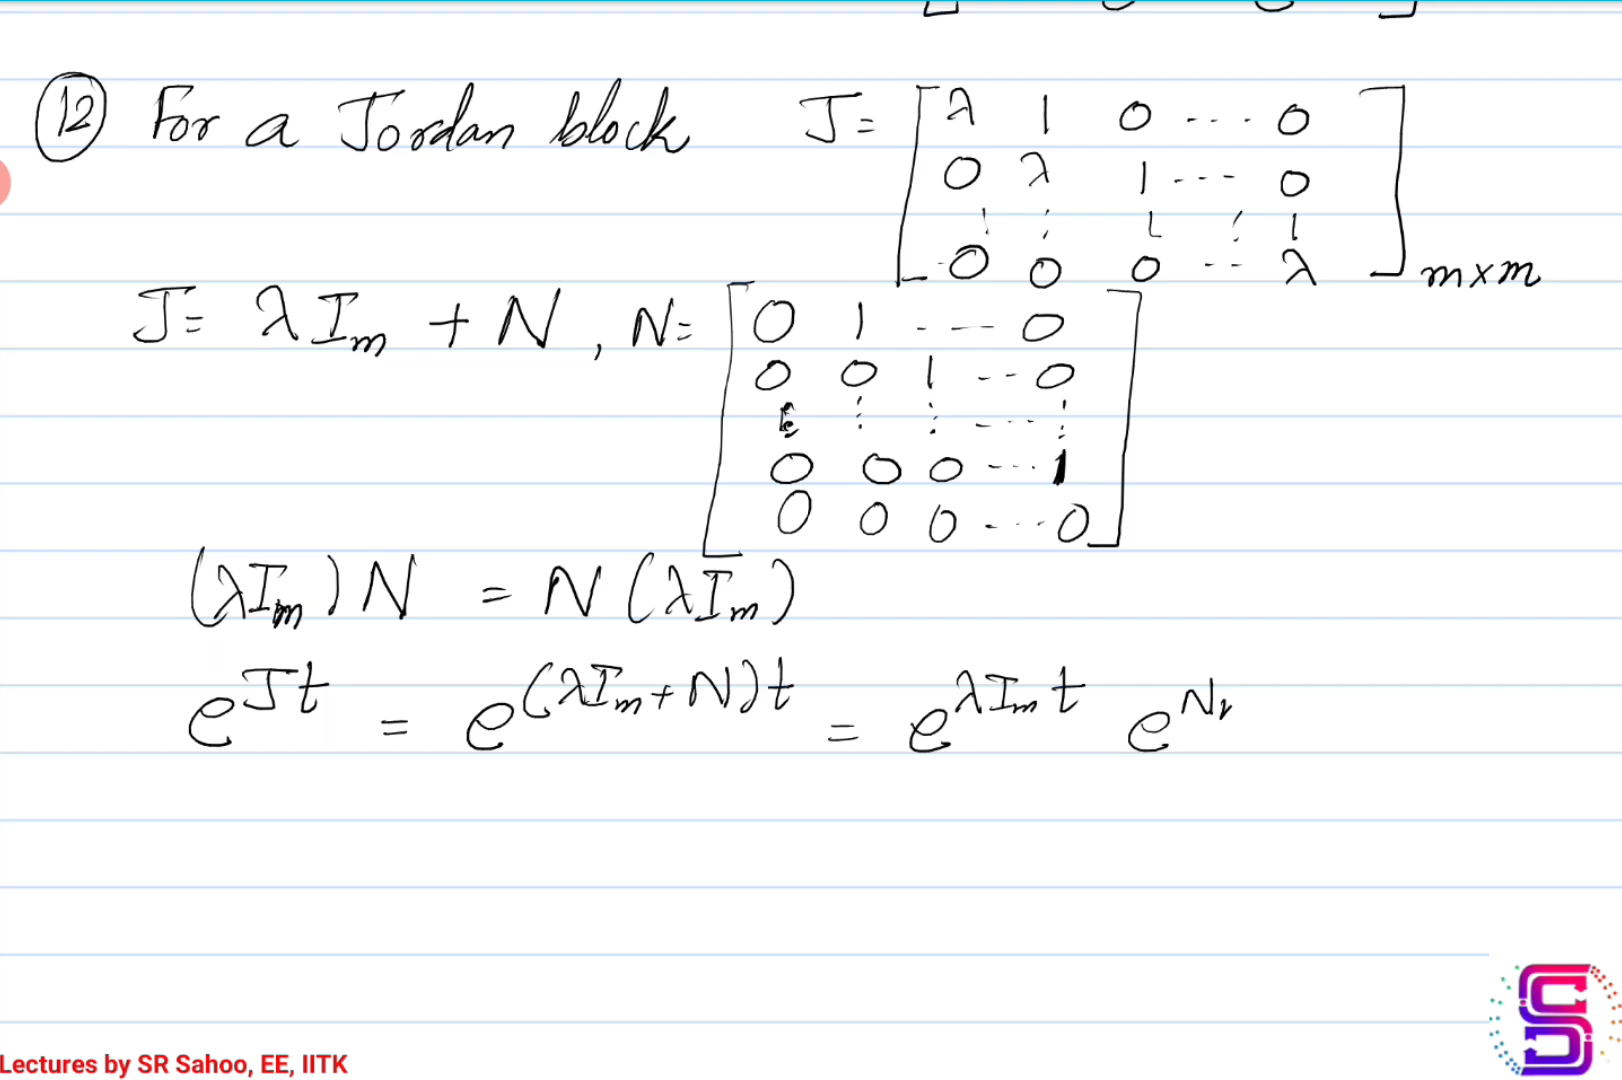 ⑫ For a Jordan block J = [ λ 1 0 ... 0
0 λ 1 --- 0
⋮ ⋮ ⋮ ⋮ ⋮
0 0 0 -- λ ] m×m
J = λI_m + N , N = [ 0 1 --- 0
0 0 1 --- 0
⋮ ⋮ ⋮ --- ⋮
0 0 0 --- 1
0 0 0 --- 0 ]
(λI_m) N = N (λI_m)
e^{Jt} = e^{(λI_m + N)t} = e^{λI_m t} e^{N
Lectures by SR Sahoo, EE, IITK